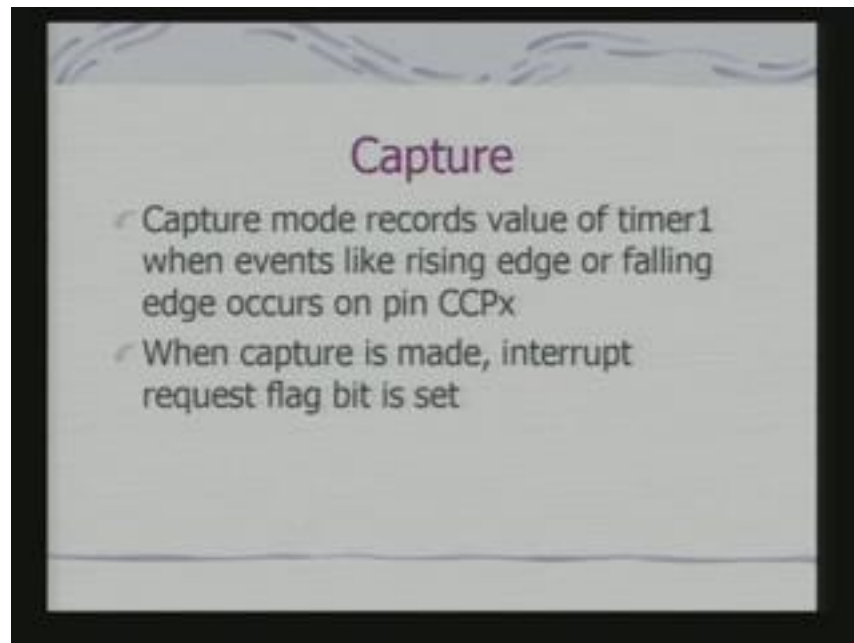 Capture
Capture mode records value of timer1
when events like rising edge or falling
edge occurs on pin CCPx
When capture is made, interrupt
request flag bit is set